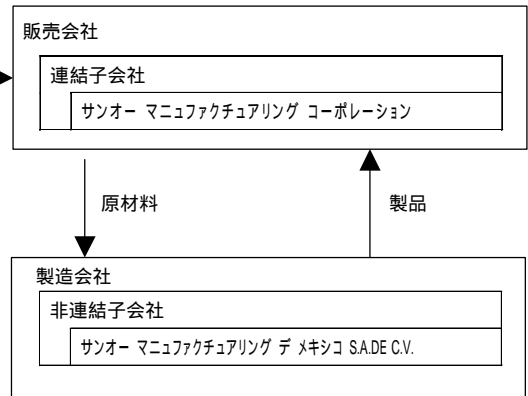 販売会社
連結子会社
サンオー マニュファクチュアリング コーポレーション
原材料
製品
製造会社
非連結子会社
サンオー マニュファクチュアリング デ メキシコ S.A.DE C.V.